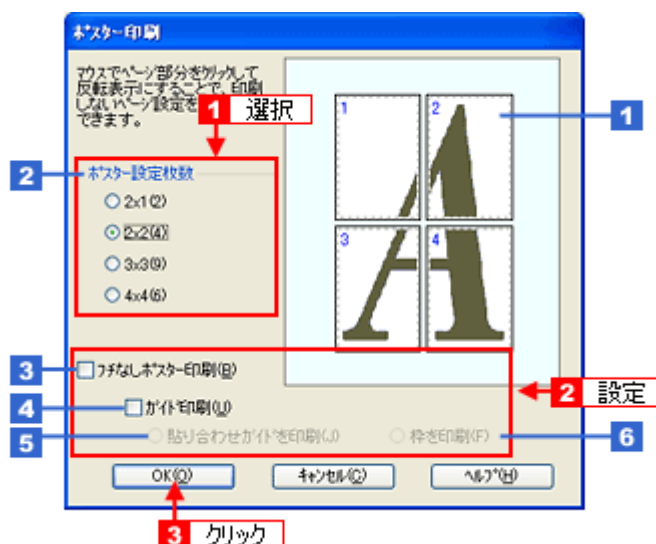 ポスター印刷
マウスでページ部分をクリックして
反転表示にすることで、印刷
しないページ設定を
できます。
1 選択
1
2
3
4
1
2
ポスター設定枚数
2x1(2)
2x2(4)
3x3(9)
4x4(6)
3
フチなしポスター印刷(B)
4
ガイド印刷(U)
5
貼り合わせガイドを印刷(J)
枠を印刷(F)
6
2 設定
OK(O)
キャンセル(C)
ヘルプ(H)
3 クリック